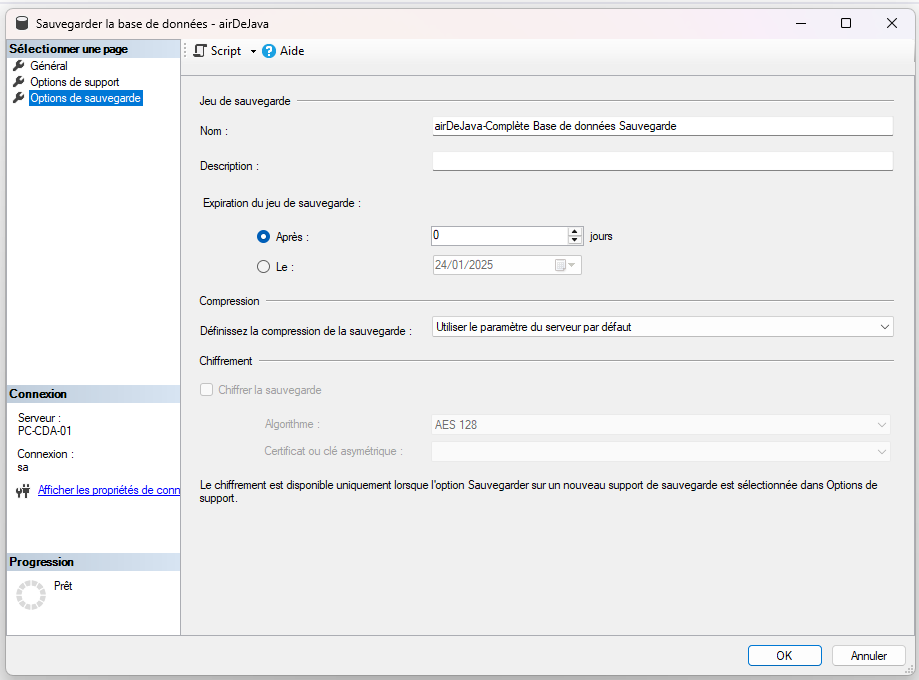 Sauvegarder la base de données - airDeJava
Sélectionner une page
Général
Options de support
Options de sauvegarde
Script
Aide
Jeu de sauvegarde
Nom :
airDeJava-Complète Base de données Sauvegarde
Description :
Expiration du jeu de sauvegarde :
Après :
0
jours
Le :
24/01/2025
Compression
Définissez la compression de la sauvegarde :
Utiliser le paramètre du serveur par défaut
Chiffrement
Chiffrer la sauvegarde
Algorithme :
AES 128
Certificat ou clé asymétrique :
Le chiffrement est disponible uniquement lorsque l'option Sauvegarder sur un nouveau support de sauvegarde est sélectionnée dans Options de
support.
Connexion
Serveur :
PC-CDA-01
Connexion :
sa
Afficher les propriétés de conn
Progression
Prêt
OK
Annuler